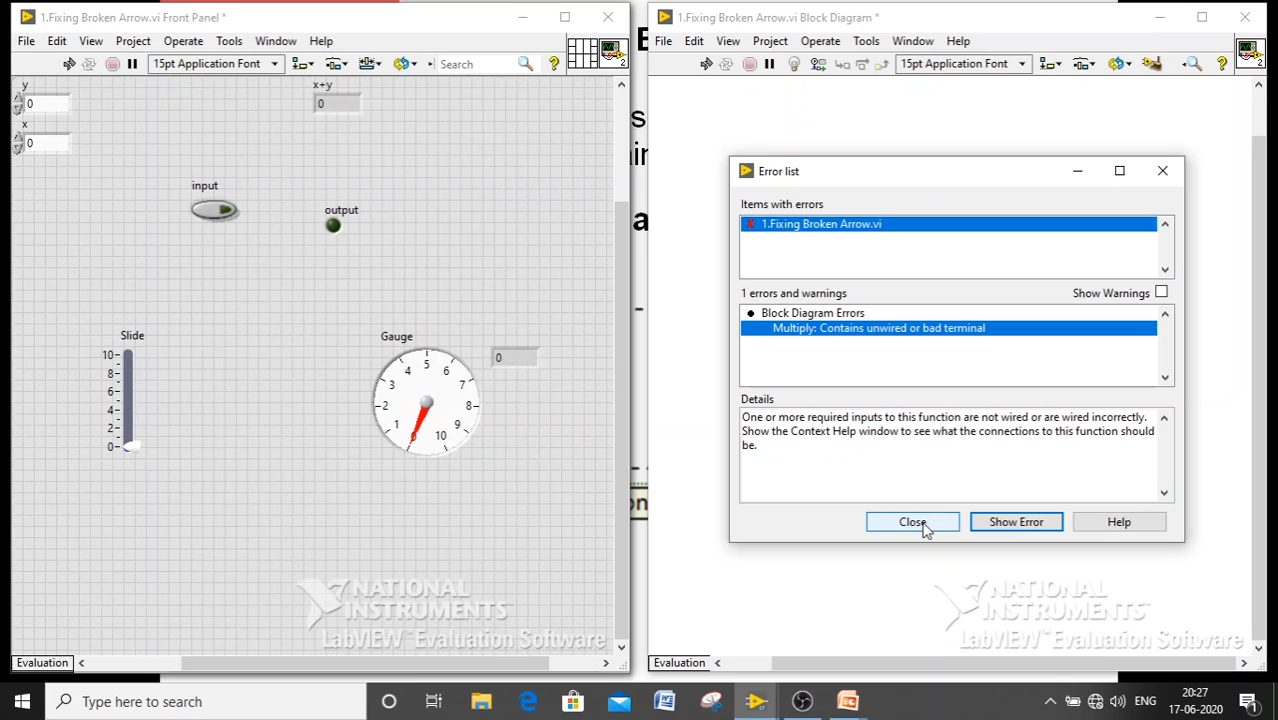 1.Fixing Broken Arrow.vi Front Panel *
File Edit View Project Operate Tools Window Help
15pt Application Font
Search
2
y
0
x
0
x+y
0
input
output
Slide
10
8
6
4
2
0
Gauge
0
1
2
3
4
5
6
7
8
9
10
0
NATIONAL INSTRUMENTS
LabVIEW™ Evaluation Software
Evaluation
1.Fixing Broken Arrow.vi Block Diagram *
File Edit View Project Operate Tools Window Help
15pt Application Font
2
Error list
Items with errors
1.Fixing Broken Arrow.vi
1 errors and warnings
Show Warnings
Block Diagram Errors
Multiply: Contains unwired or bad terminal
Details
One or more required inputs to this function are not wired or are wired incorrectly.
Show the Context Help window to see what the connections to this function should
be.
Close
Show Error
Help
NATIONAL INSTRUMENTS
LabVIEW™ Evaluation Software
Evaluation
Type here to search
ENG
20:27
17-06-2020
1